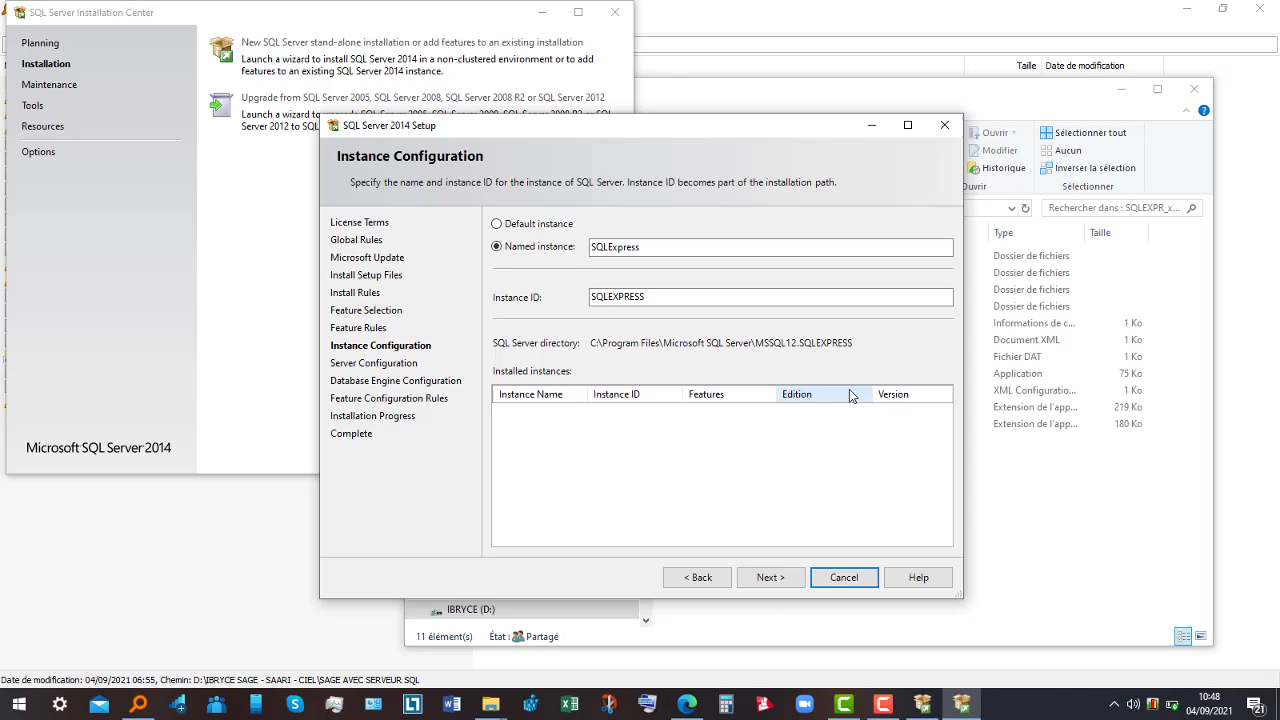 SQL Server Installation Center
Planning
Installation
Maintenance
Tools
Resources
Options
Microsoft SQL Server 2014
New SQL Server stand-alone installation or add features to an existing installation
Launch a wizard to install SQL Server 2014 in a non-clustered environment or to add
features to an existing SQL Server 2014 instance.
Upgrade from SQL Server 2005, SQL Server 2008, SQL Server 2008 R2 or SQL Server 2012
Launch a wizard to
Server 2012 to SQL
Taille
Date de modification
SQL Server 2014 Setup
Instance Configuration
Specify the name and instance ID for the instance of SQL Server. Instance ID becomes part of the installation path.
License Terms
Global Rules
Microsoft Update
Install Setup Files
Install Rules
Feature Selection
Feature Rules
Instance Configuration
Server Configuration
Database Engine Configuration
Feature Configuration Rules
Installation Progress
Complete
Default instance
Named instance: SQLExpress
Instance ID: SQLEXPRESS
SQL Server directory: C:\Program Files\Microsoft SQL Server\MSSQL12.SQLEXPRESS
Installed instances:
Instance Name Instance ID Features Edition Version
< Back Next > Cancel Help
Ouvrir
Modifier
Historique
Ouvrir
Sélectionner tout
Aucun
Inverser la sélection
Sélectionner
Rechercher dans : SQLEXPR_x...
Type Taille
Dossier de fichiers
Dossier de fichiers
Dossier de fichiers
Dossier de fichiers
Informations de c... 1 Ko
Document XML 1 Ko
Fichier DAT 1 Ko
Application 75 Ko
XML Configuratio... 1 Ko
Extension de l'app... 219 Ko
Extension de l'app... 180 Ko
IBRYCE (D:)
11 élément(s) État : Partagé
Date de modification: 04/09/2021 06:55, Chemin: D:\IBRYCE SAGE - SAARI - CIEL\SAGE AVEC SERVEUR SQL
10:48
04/09/2021